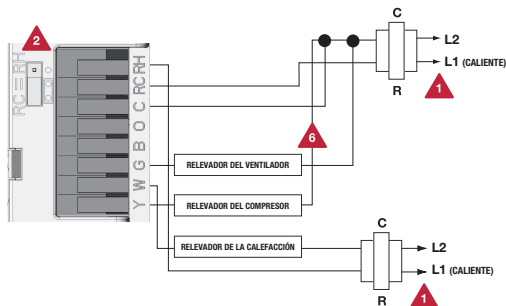 C
L2
L1 (CALIENTE)
1
R
2
RC
RH
RH
RC
C
O
B
G
W
Y
6
RELEVADOR DEL VENTILADOR
RELEVADOR DEL COMPRESOR
RELEVADOR DE LA CALEFACCIÓN
C
L2
L1 (CALIENTE)
R
1